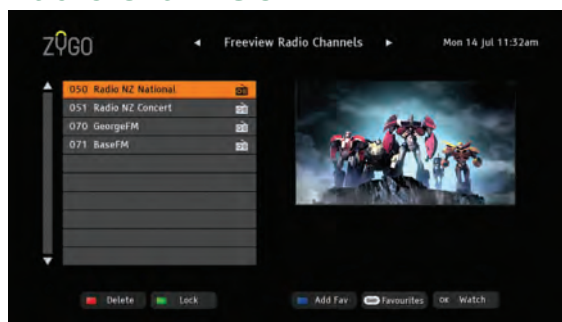 ZYGO
Freeview Radio Channels
Mon 14 Jul 11:32am
050 Radio NZ National
051 Radio NZ Concert
070 GeorgeFM
071 BaseFM
Delete
Lock
Add Fav
Favourites
OK Watch